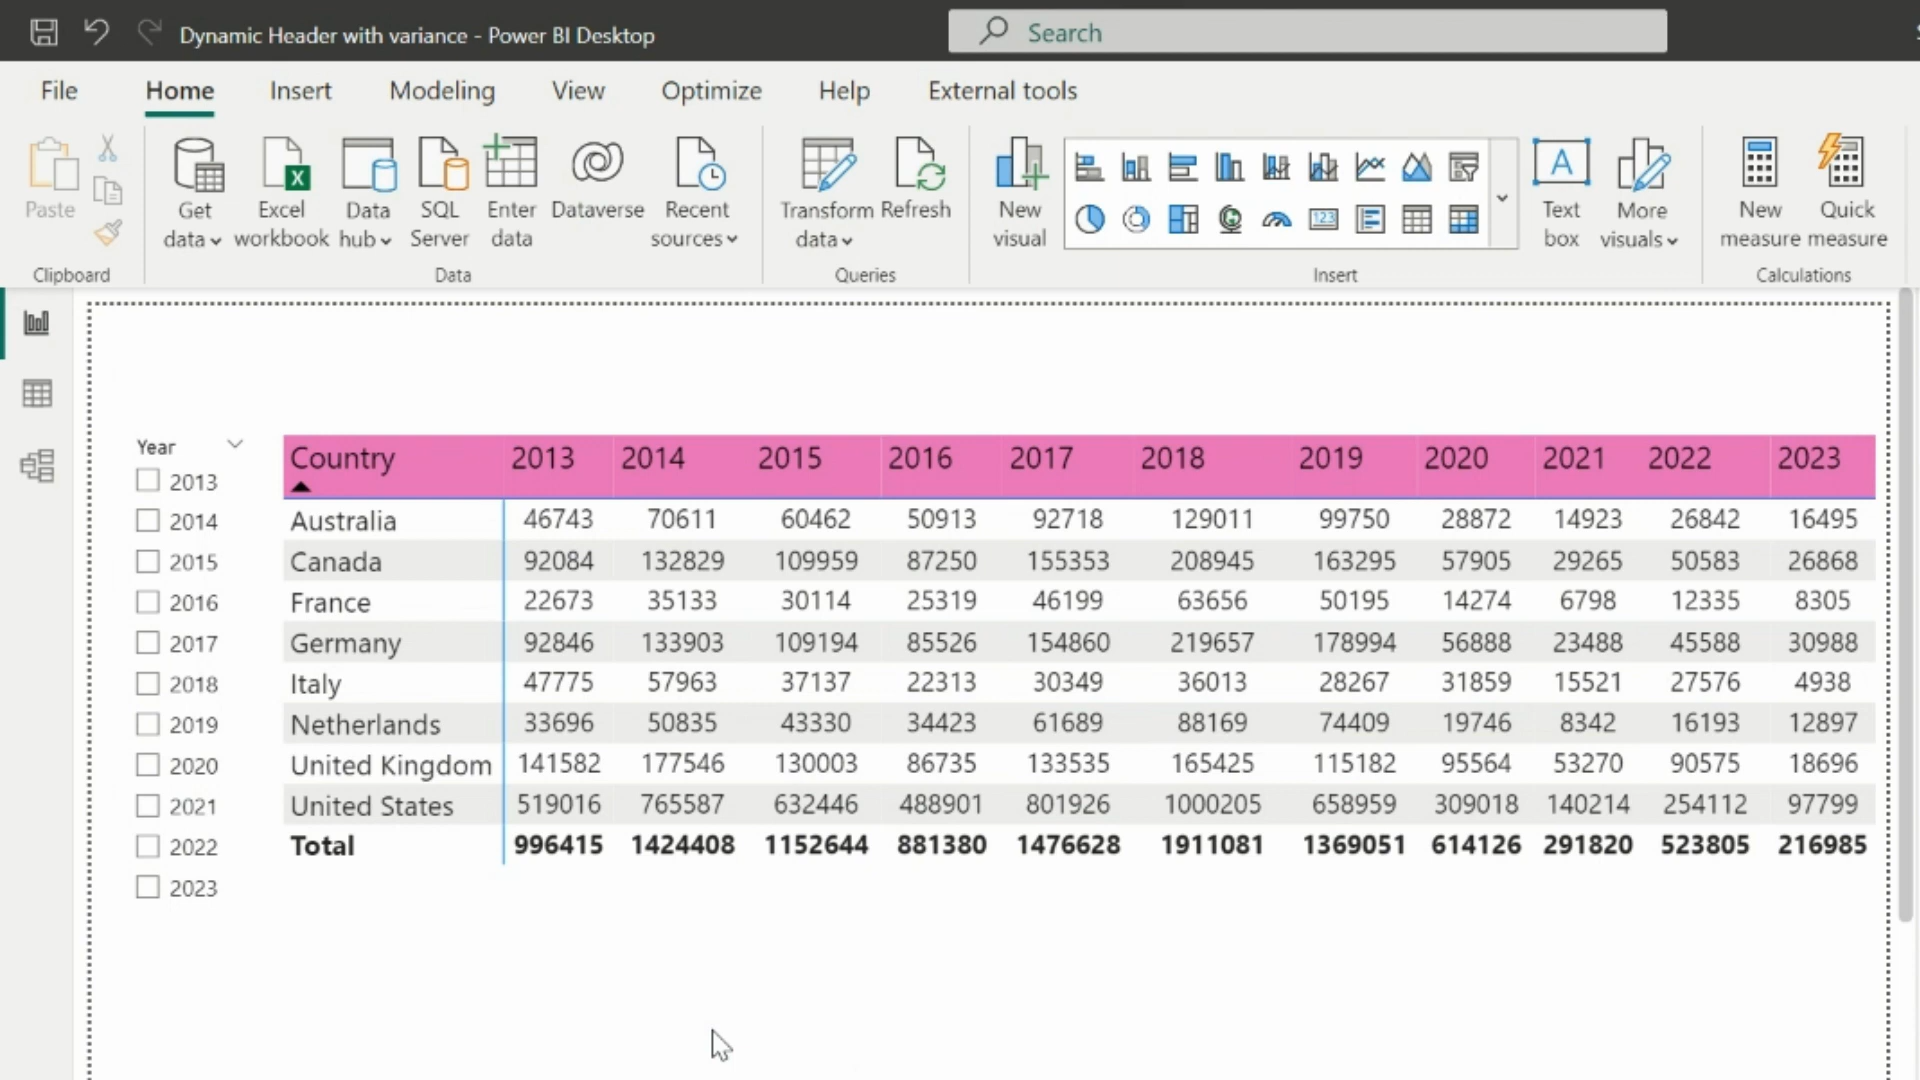 Dynamic Header with variance - Power BI Desktop
Search
File Home Insert Modeling View Optimize Help External tools
Paste
Get data
Excel workbook
Data hub
SQL Server
Enter data
Dataverse
Recent sources
Transform data
Refresh
New visual
123
A
Text box
More visuals
New measure
Quick measure
Clipboard Data Queries Insert Calculations
Year
2013
2014
2015
2016
2017
2018
2019
2020
2021
2022
2023
Country 2013 2014 2015 2016 2017 2018 2019 2020 2021 2022 2023
Australia 46743 70611 60462 50913 92718 129011 99750 28872 14923 26842 16495
Canada 92084 132829 109959 87250 155353 208945 163295 57905 29265 50583 26868
France 22673 35133 30114 25319 46199 63656 50195 14274 6798 12335 8305
Germany 92846 133903 109194 85526 154860 219657 178994 56888 23488 45588 30988
Italy 47775 57963 37137 22313 30349 36013 28267 31859 15521 27576 4938
Netherlands 33696 50835 43330 34423 61689 88169 74409 19746 8342 16193 12897
United Kingdom 141582 177546 130003 86735 133535 165425 115182 95564 53270 90575 18696
United States 519016 765587 632446 488901 801926 1000205 658959 309018 140214 254112 97799
Total 996415 1424408 1152644 881380 1476628 1911081 1369051 614126 291820 523805 216985